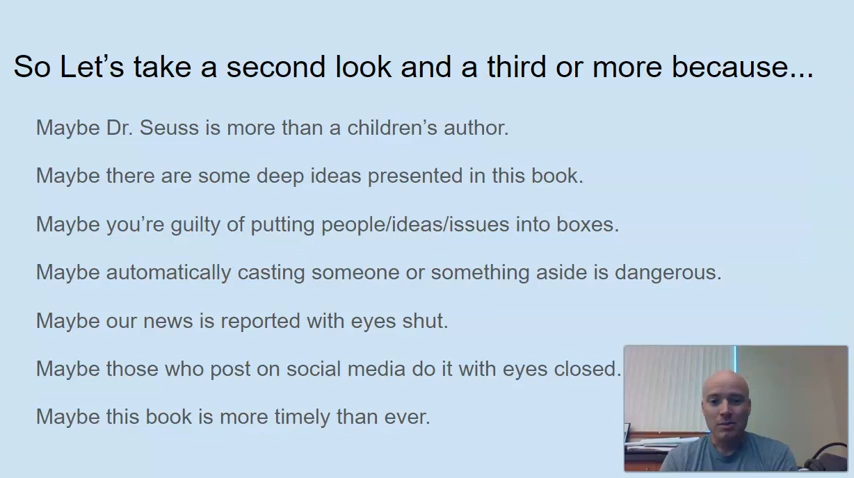 So Let’s take a second look and a third or more because...
Maybe Dr. Seuss is more than a children’s author.
Maybe there are some deep ideas presented in this book.
Maybe you’re guilty of putting people/ideas/issues into boxes.
Maybe automatically casting someone or something aside is dangerous.
Maybe our news is reported with eyes shut.
Maybe those who post on social media do it with eyes closed.
Maybe this book is more timely than ever.